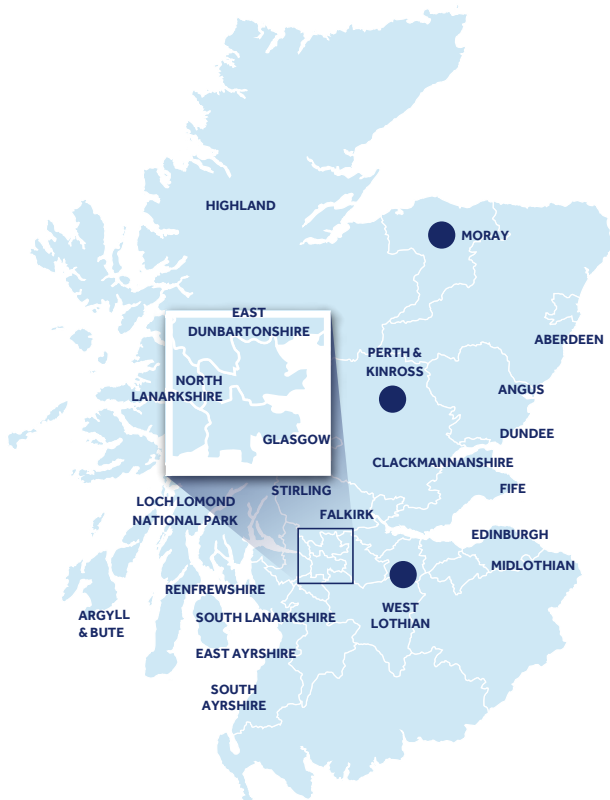 HIGHLAND
MORAY
EAST
DUNBARTONSHIRE
ABERDEEN
PERTH &
KINROSS
NORTH
LANARKSHIRE
ANGUS
GLASGOW
DUNDEE
CLACKMANNANSHIRE
STIRLING
FIFE
LOCH LOMOND
NATIONAL PARK
FALKIRK
EDINBURGH
MIDLOTHIAN
RENFREWSHIRE
ARGYLL
& BUTE
SOUTH LANARKSHIRE
WEST
LOTHIAN
EAST AYRSHIRE
SOUTH
AYRSHIRE